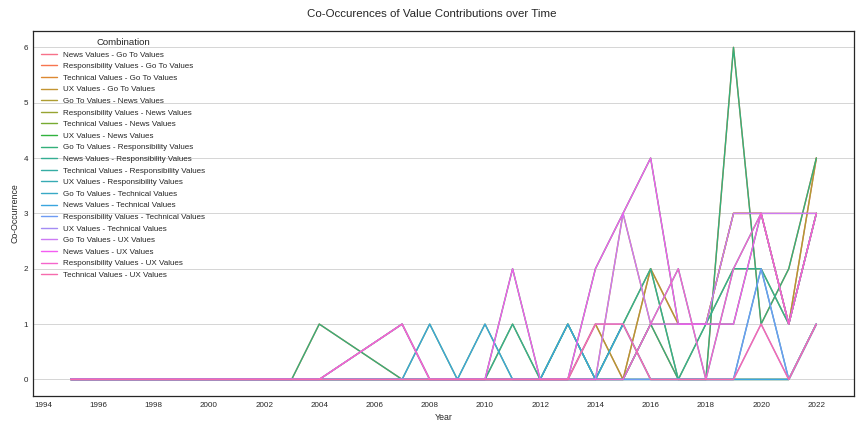 Co-Occurences of Value Contributions over Time
Combination
News Values - Go To Values
Responsibility Values - Go To Values
Technical Values - Go To Values
UX Values - Go To Values
Go To Values - News Values
Responsibility Values - News Values
Technical Values - News Values
UX Values - News Values
Go To Values - Responsibility Values
News Values - Responsibility Values
Technical Values - Responsibility Values
UX Values - Responsibility Values
Go To Values - Technical Values
News Values - Technical Values
Responsibility Values - Technical Values
UX Values - Technical Values
Go To Values - UX Values
News Values - UX Values
Responsibility Values - UX Values
Technical Values - UX Values
Co-Occurrence
6
5
4
3
2
1
0
1994 1996 1998 2000 2002 2004 2006 2008 2010 2012 2014 2016 2018 2020 2022
Year